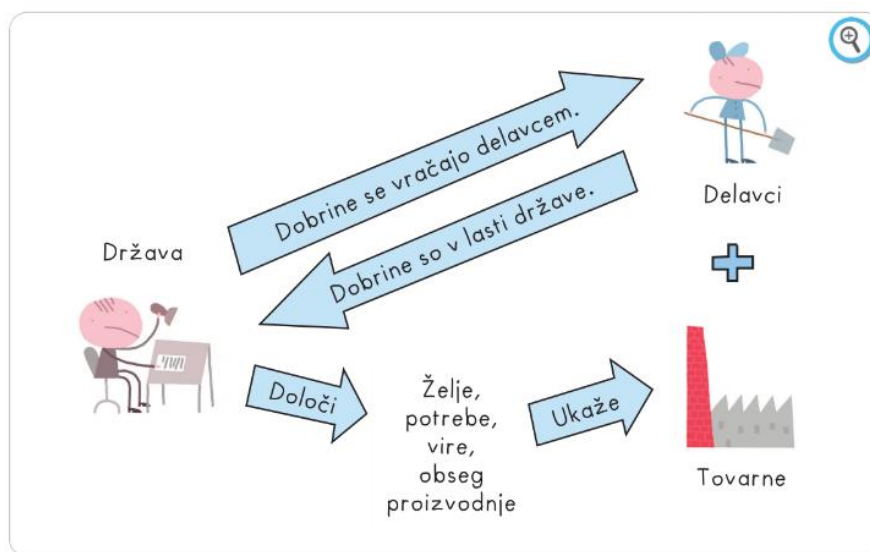 Dobrine se vračajo delavcem.
Dobrine so v lasti države.
Delavci
Država
Določi
Želje,
potrebe,
vire,
obseg
proizvodnje
Ukaže
Tovarne